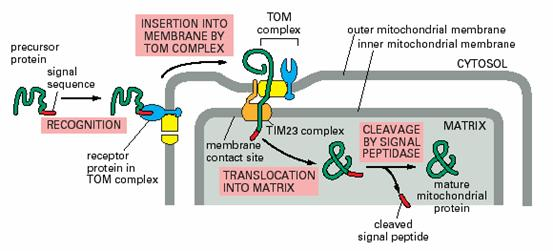 INSERTION INTO
MEMBRANE BY
TOM COMPLEX
TOM
complex
outer mitochondrial membrane
inner mitochondrial membrane
CYTOSOL
precursor
protein
signal
sequence
RECOGNITION
receptor
protein in
TOM complex
membrane
contact site
TIM23 complex
TRANSLOCATION
INTO MATRIX
CLEAVAGE
BY SIGNAL
PEPTIDASE
MATRIX
mature
mitochondrial
protein
cleaved
signal peptide